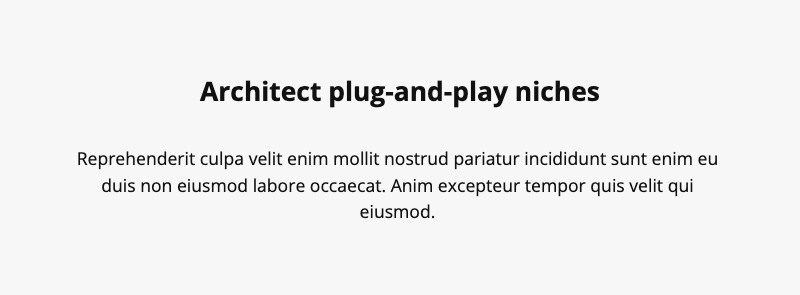 Architect plug-and-play niches
Reprehenderit culpa velit enim mollit nostrud pariatur incididunt sunt enim eu
duis non eiusmod labore occaecat. Anim excepteur tempor quis velit qui
eiusmod.